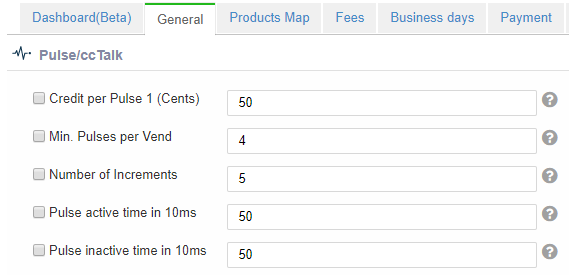 Dashboard(Beta) General Products Map Fees Business days Payment
Pulse/ccTalk
Credit per Pulse 1 (Cents) 50 ?
Min. Pulses per Vend 4 ?
Number of Increments 5 ?
Pulse active time in 10ms 50 ?
Pulse inactive time in 10ms 50 ?